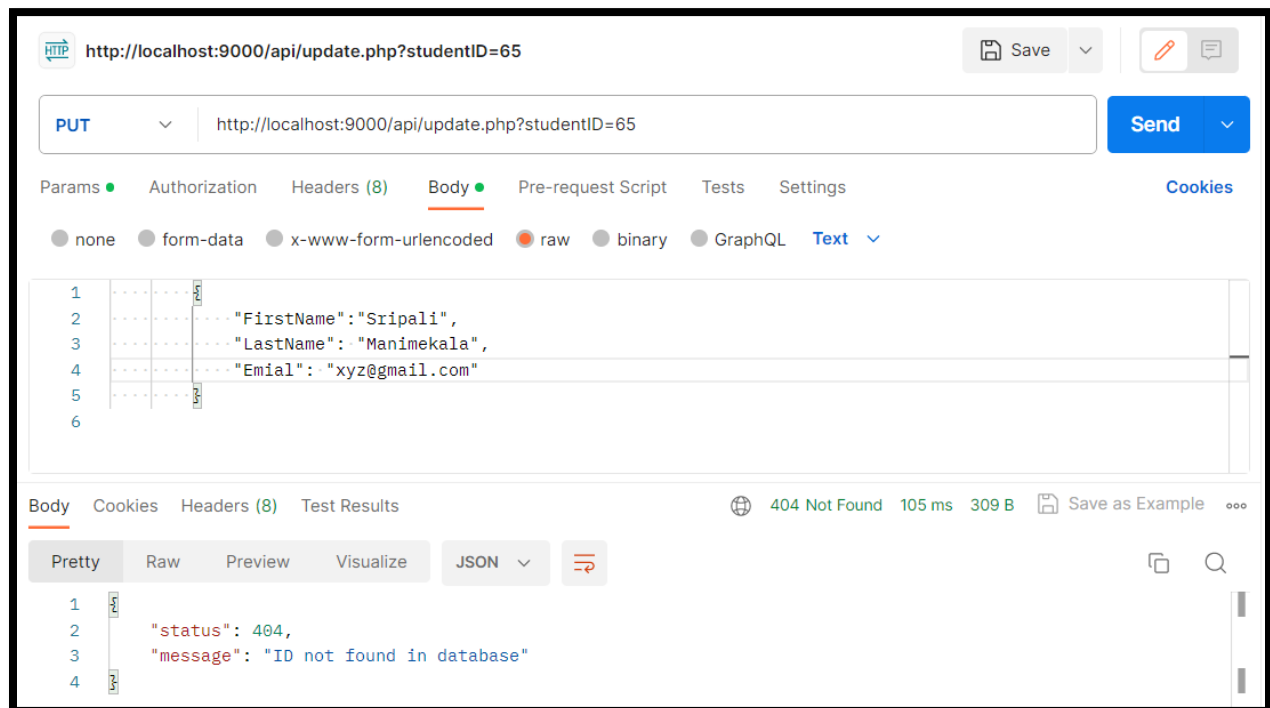 HTTP http://localhost:9000/api/update.php?studentID=65 Save
PUT http://localhost:9000/api/update.php?studentID=65 Send
Params Authorization Headers (8) Body Pre-request Script Tests Settings Cookies
none form-data x-www-form-urlencoded raw binary GraphQL Text
1 {
2 "FirstName":"Sripali",
3 "LastName": "Manimekala",
4 "Emial": "xyz@gmail.com"
5 }
6
Body Cookies Headers (8) Test Results 404 Not Found 105 ms 309 B Save as Example
Pretty Raw Preview Visualize JSON
1 {
2 "status": 404,
3 "message": "ID not found in database"
4 }